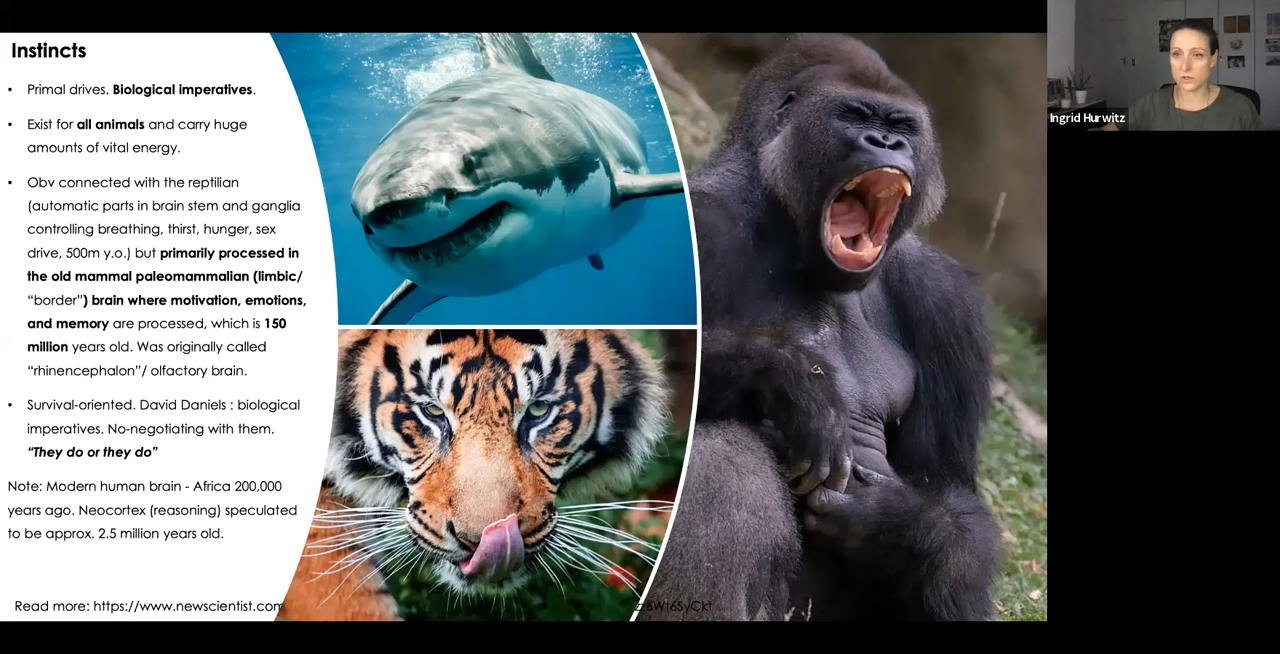 Instincts
• Primal drives. Biological imperatives.
• Exist for all animals and carry huge
amounts of vital energy.
• Obv connected with the reptilian
(automatic parts in brain stem and ganglia
controlling breathing, thirst, hunger, sex
drive, 500m y.o.) but primarily processed in
the old mammal paleomammalian (limbic/
“border”) brain where motivation, emotions,
and memory are processed, which is 150
million years old. Was originally called
“rhinencephalon”/ olfactory brain.
• Survival-oriented. David Daniels : biological
imperatives. No-negotiating with them.
“They do or they do”
Note: Modern human brain - Africa 200,000
years ago. Neocortex (reasoning) speculated
to be approx. 2.5 million years old.
Read more: https://www.newscientist.com
Ingrid Hurwitz